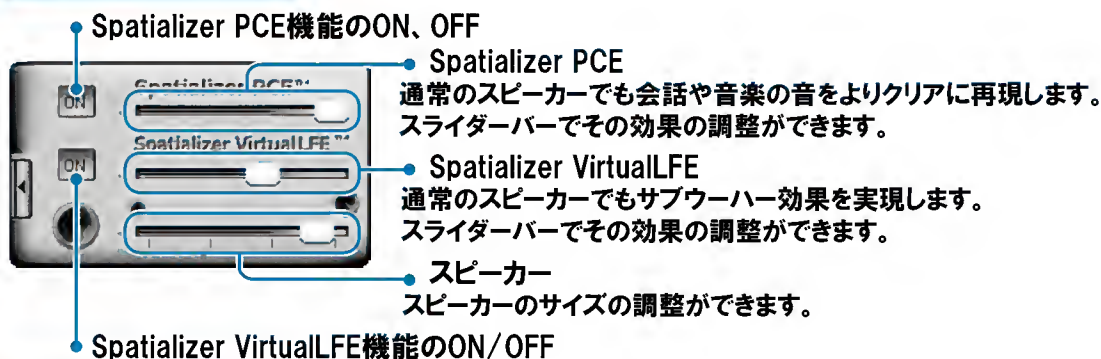 Spatializer PCE機能のON、OFF
Spatializer PCE
通常のスピーカーでも会話や音楽の音をよりクリアに再現します。
スライダーバーでその効果の調整ができます。
ON
Spatializer PCE™
Spatializer VirtualLFE™
ON
Spatializer VirtualLFE
通常のスピーカーでもサブウーハー効果を実現します。
スライダーバーでその効果の調整ができます。
スピーカー
スピーカーのサイズの調整ができます。
Spatializer VirtualLFE機能のON/OFF